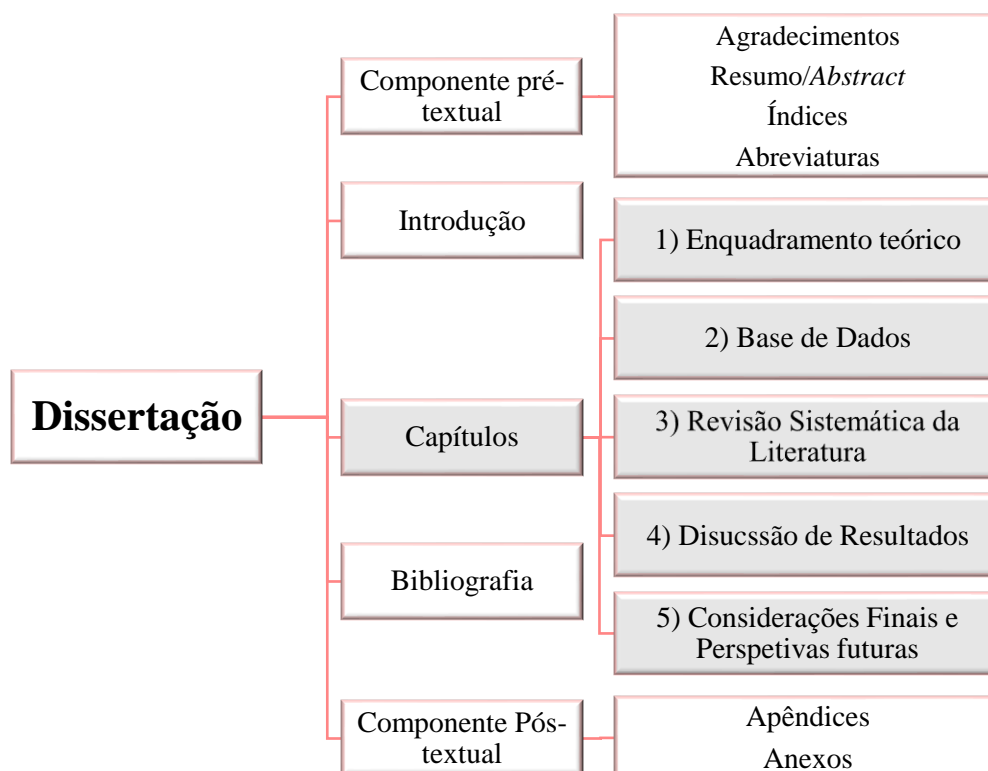 Dissertação
Componente pré-
textual
Agradecimentos
Resumo/Abstract
Índices
Abreviaturas
Introdução
Capítulos
1) Enquadramento teórico
2) Base de Dados
3) Revisão Sistemática da
Literatura
4) Disucssão de Resultados
5) Considerações Finais e
Perspetivas futuras
Bibliografia
Componente Pós-
textual
Apêndices
Anexos